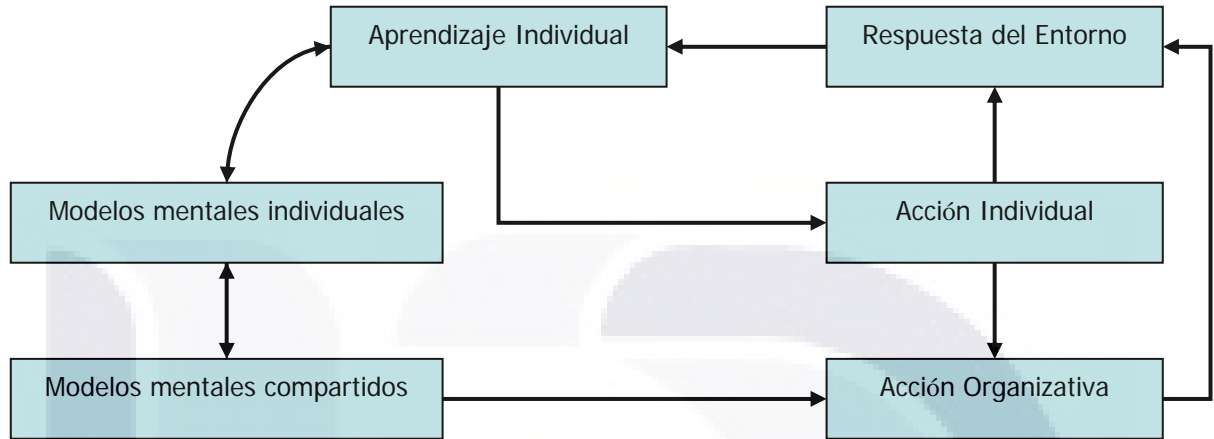 Aprendizaje Individual
Respuesta del Entorno
Modelos mentales individuales
Acción Individual
Modelos mentales compartidos
Acción Organizativa